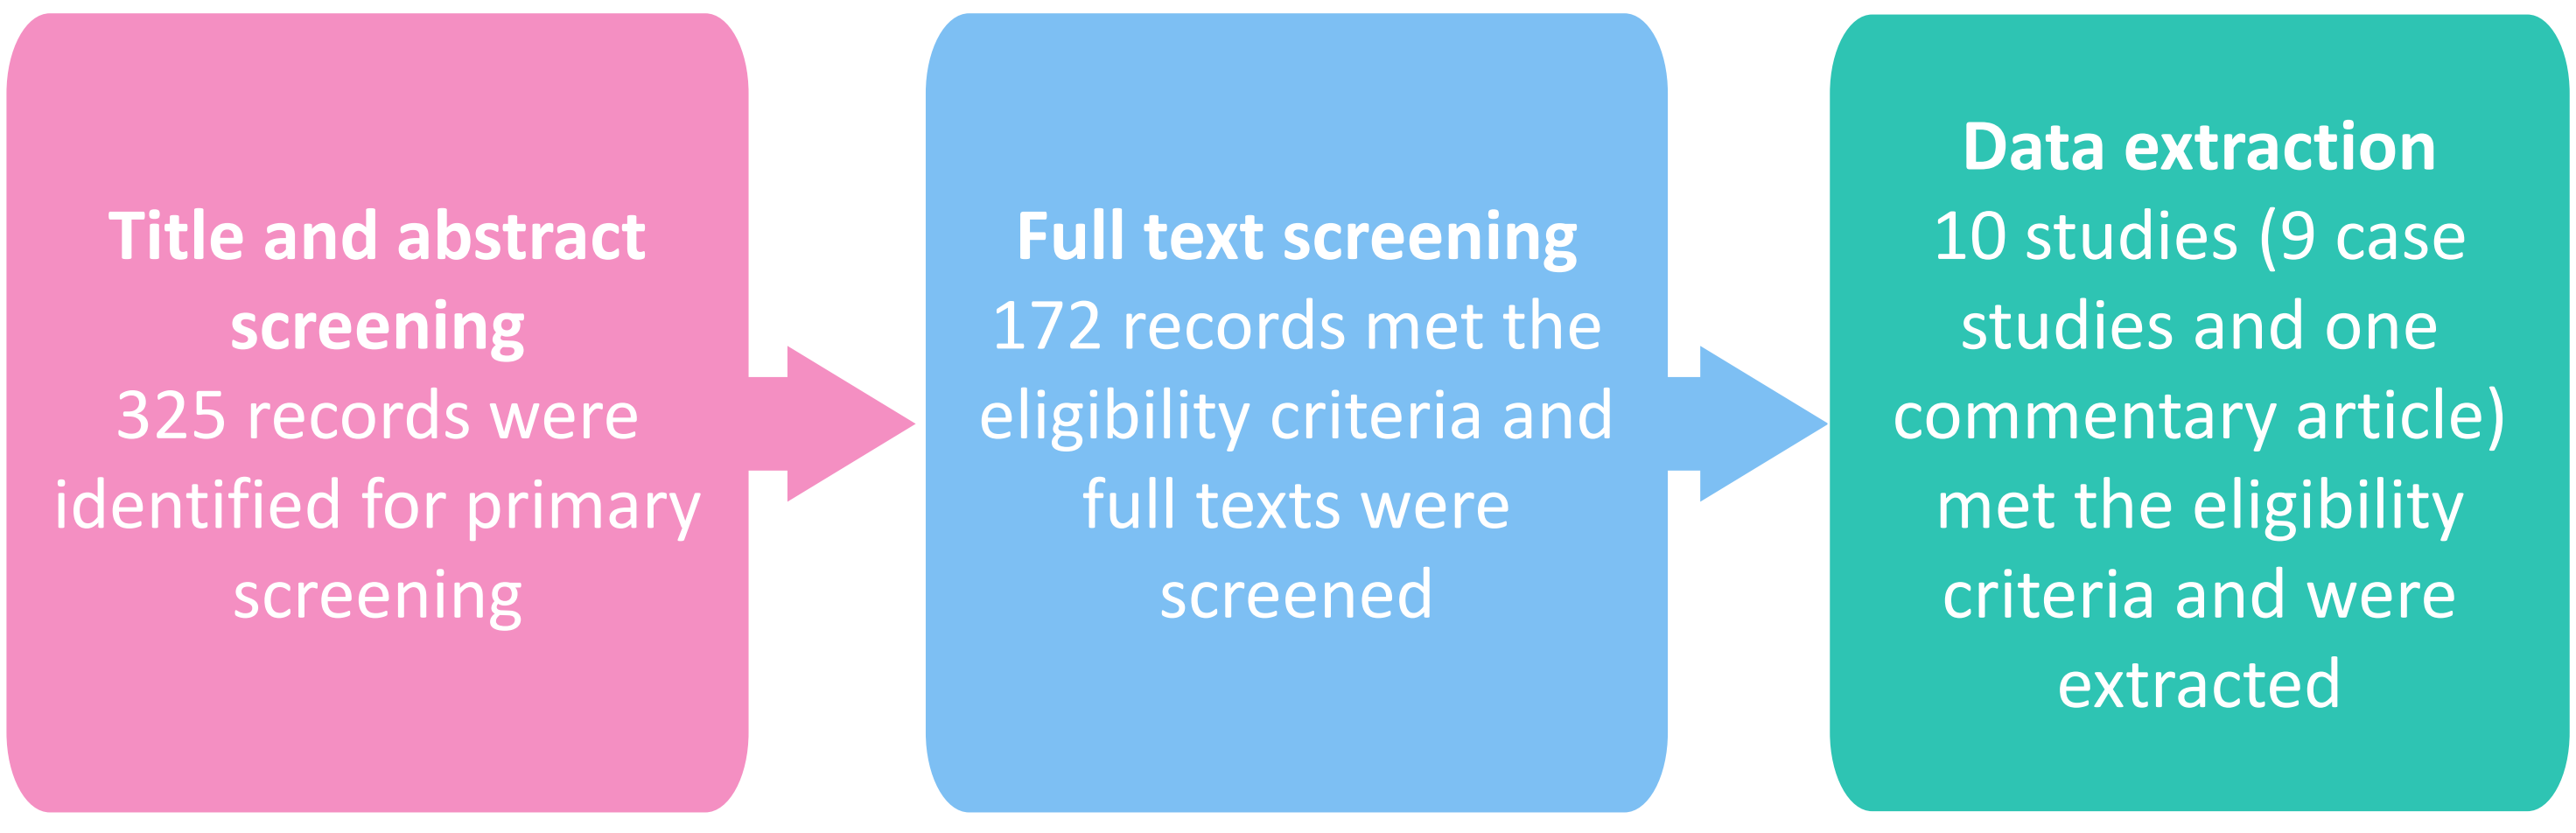 Title and abstract
screening
325 records were
identified for primary
screening
Full text screening
172 records met the
eligibility criteria and
full texts were
screened
Data extraction
10 studies (9 case
studies and one
commentary article)
met the eligibility
criteria and were
extracted